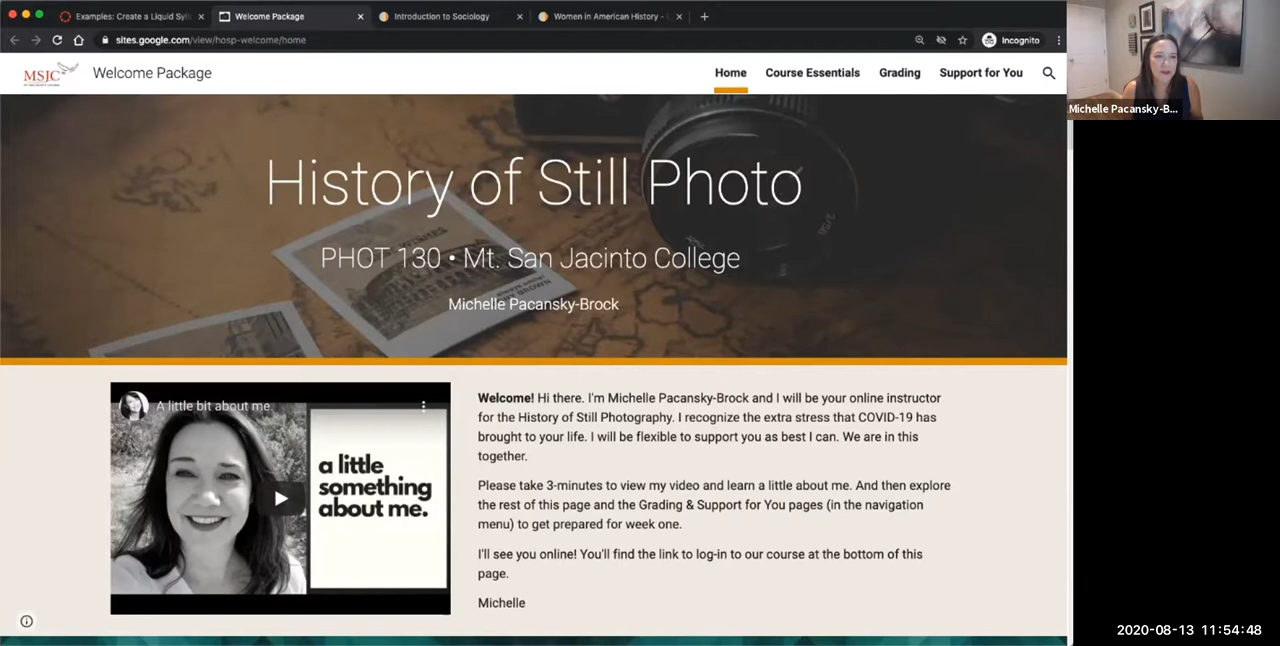 Examples: Create a Liquid Syll
Welcome Package
Introduction to Sociology
Women in American History -
sites.google.com/view/hosp-welcome/home
Incognito
MSJC
Welcome Package
Home
Course Essentials
Grading
Support for You
Michelle Pacansky-B...
History of Still Photo
PHOT 130 • Mt. San Jacinto College
Michelle Pacansky-Brock
A little bit about me.
a little
something
about me.
Welcome! Hi there. I'm Michelle Pacansky-Brock and I will be your online instructor
for the History of Still Photography. I recognize the extra stress that COVID-19 has
brought to your life. I will be flexible to support you as best I can. We are in this
together.
Please take 3-minutes to view my video and learn a little about me. And then explore
the rest of this page and the Grading & Support for You pages (in the navigation
menu) to get prepared for week one.
I'll see you online! You'll find the link to log-in to our course at the bottom of this
page.
Michelle
2020-08-13 11:54:48